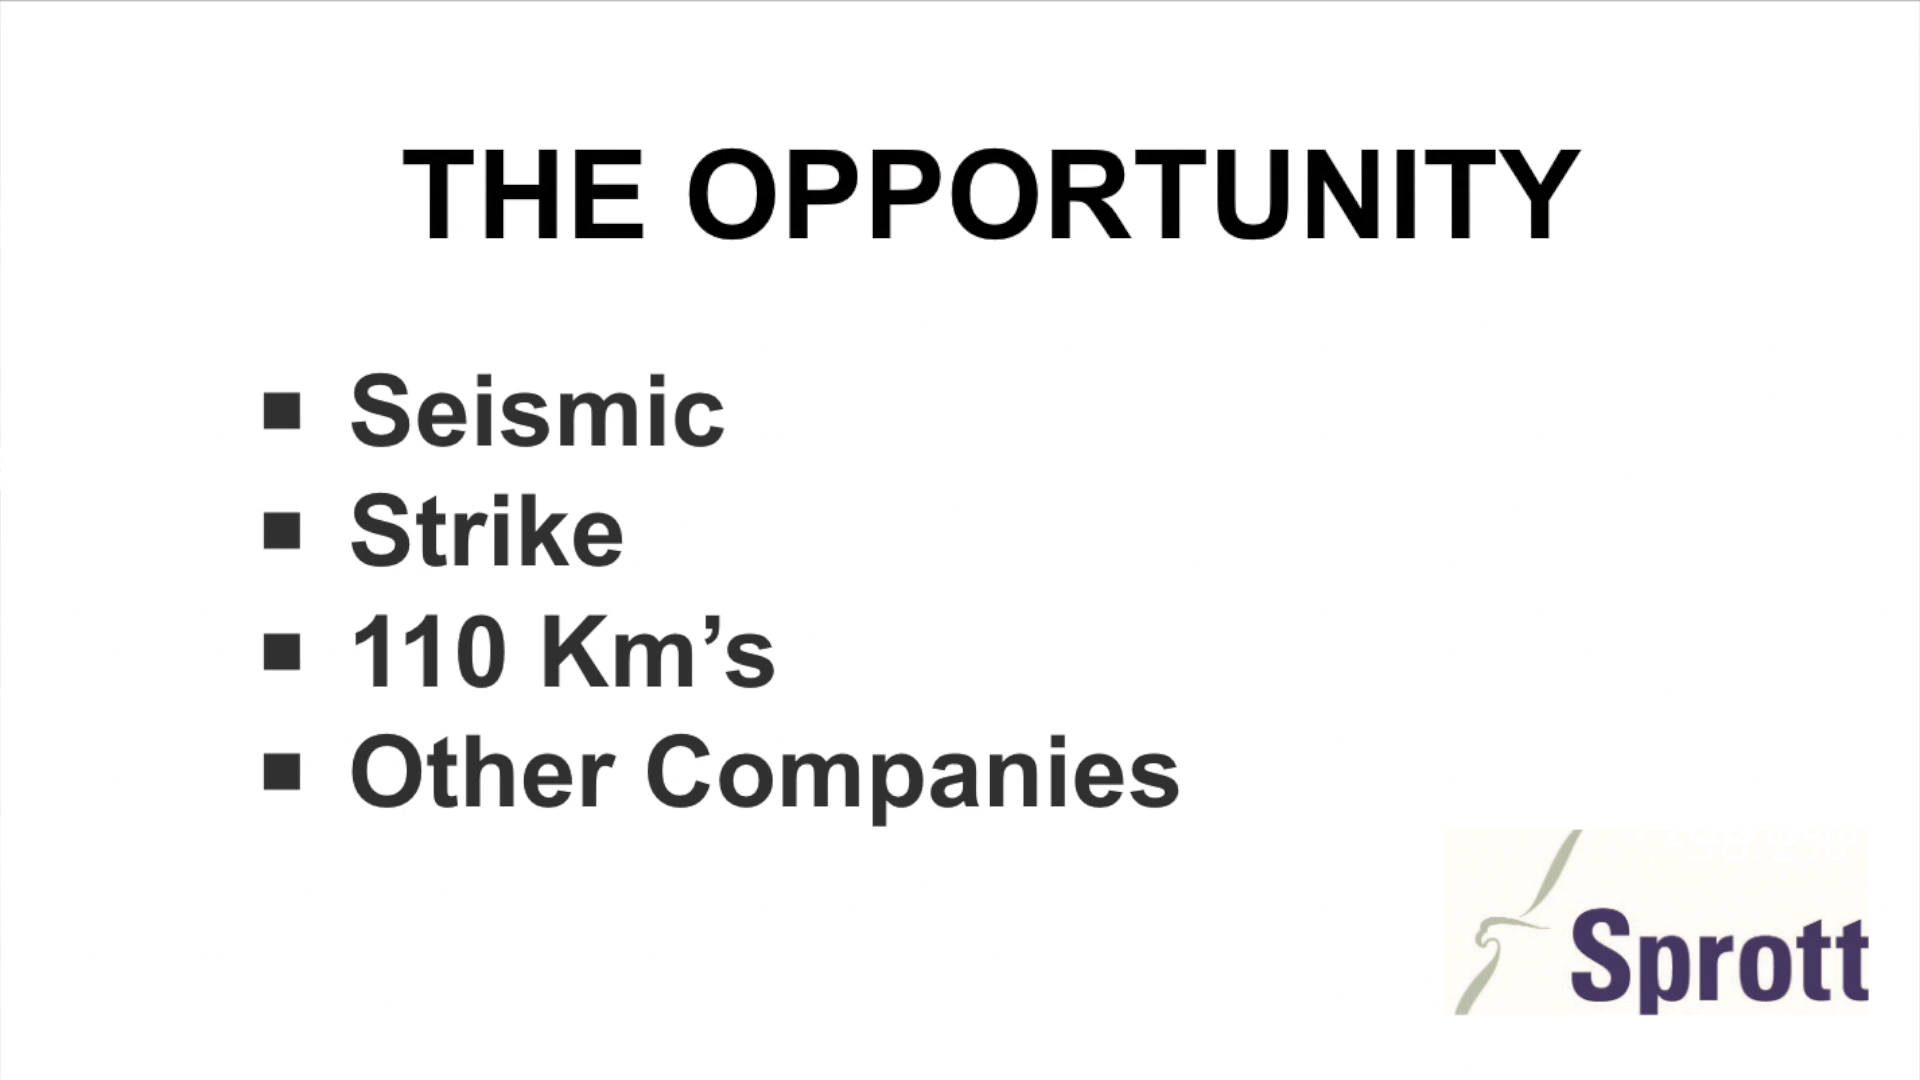 THE OPPORTUNITY
Seismic
Strike
110 Km’s
Other Companies
Sprott